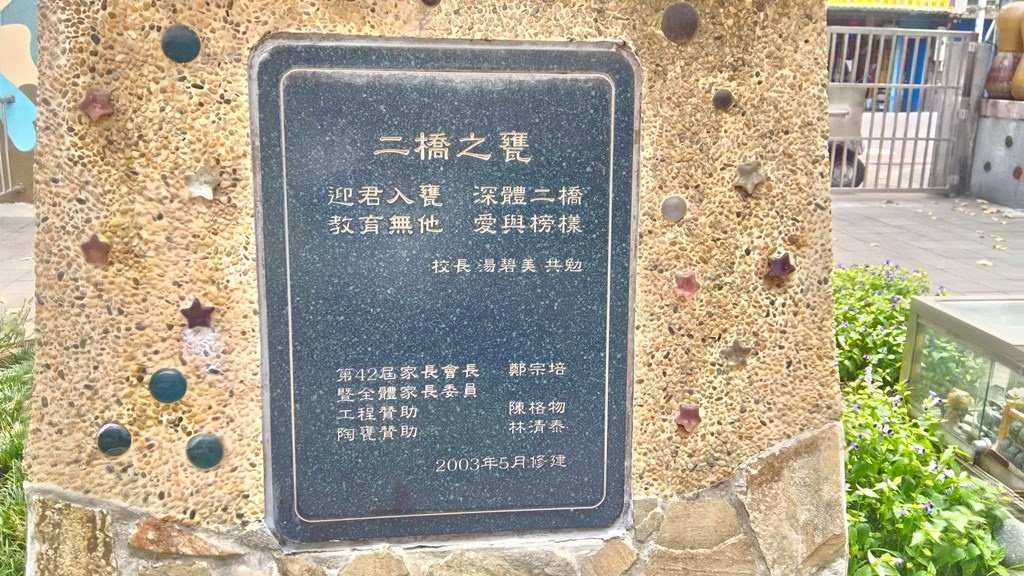 二橋之甕
迎君入甕 深體二橋
教育無他 愛與榜樣
校長 湯碧美 共勉
第42屆家長會長 鄭宗培
暨全體家長委員
工程贊助 陳格物
陶甕贊助 林清泰
2003年5月修建